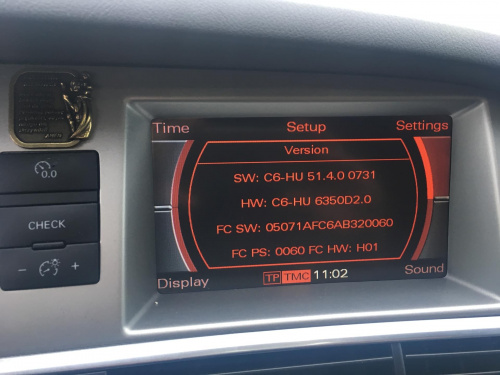 Time Setup Settings
Version
SW: C6-HU 51.4.0 0731
HW: C6-HU 6350D2.0
FC SW: 05071AFC6AB320060
FC PS: 0060 FC HW: H01
Display TP TMC 11:02 Sound
0.0
CHECK
− +